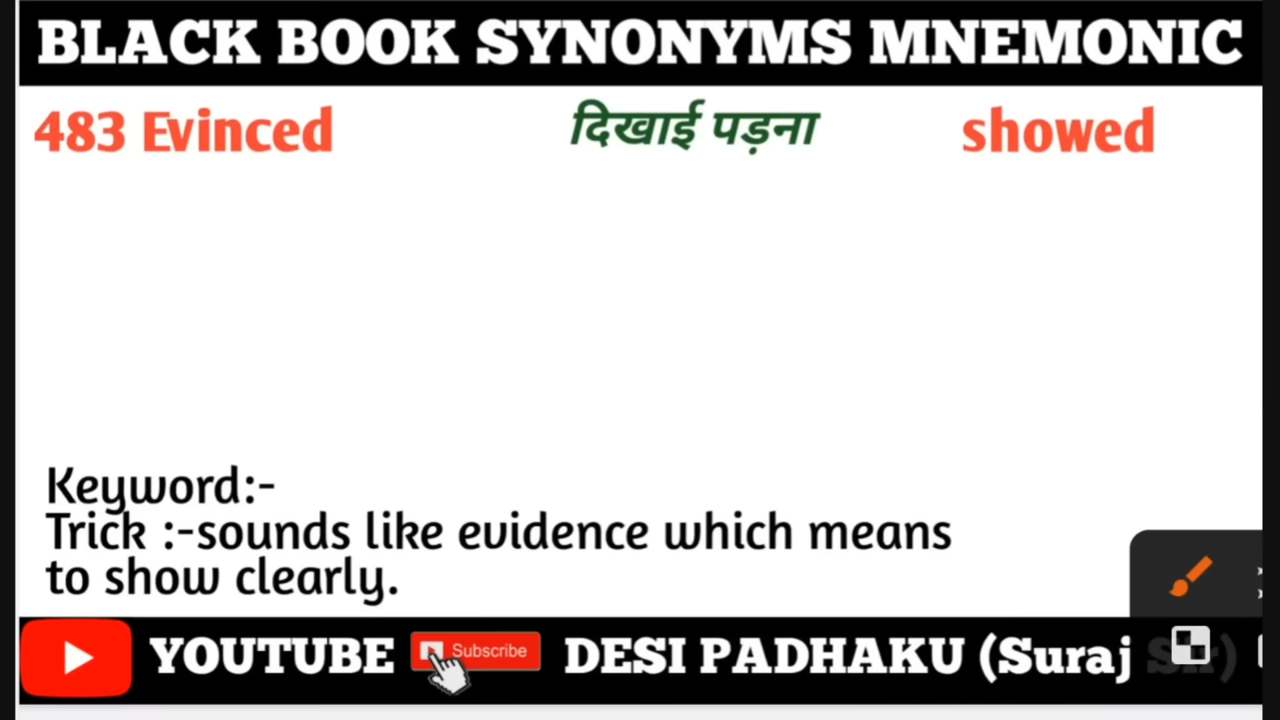 BLACK BOOK SYNONYMS MNEMONIC
483 Evinced दिखाई पड़ना showed
Keyword:-
Trick :-sounds like evidence which means
to show clearly.
YOUTUBE Subscribe DESI PADHAKU (Suraj Sir)